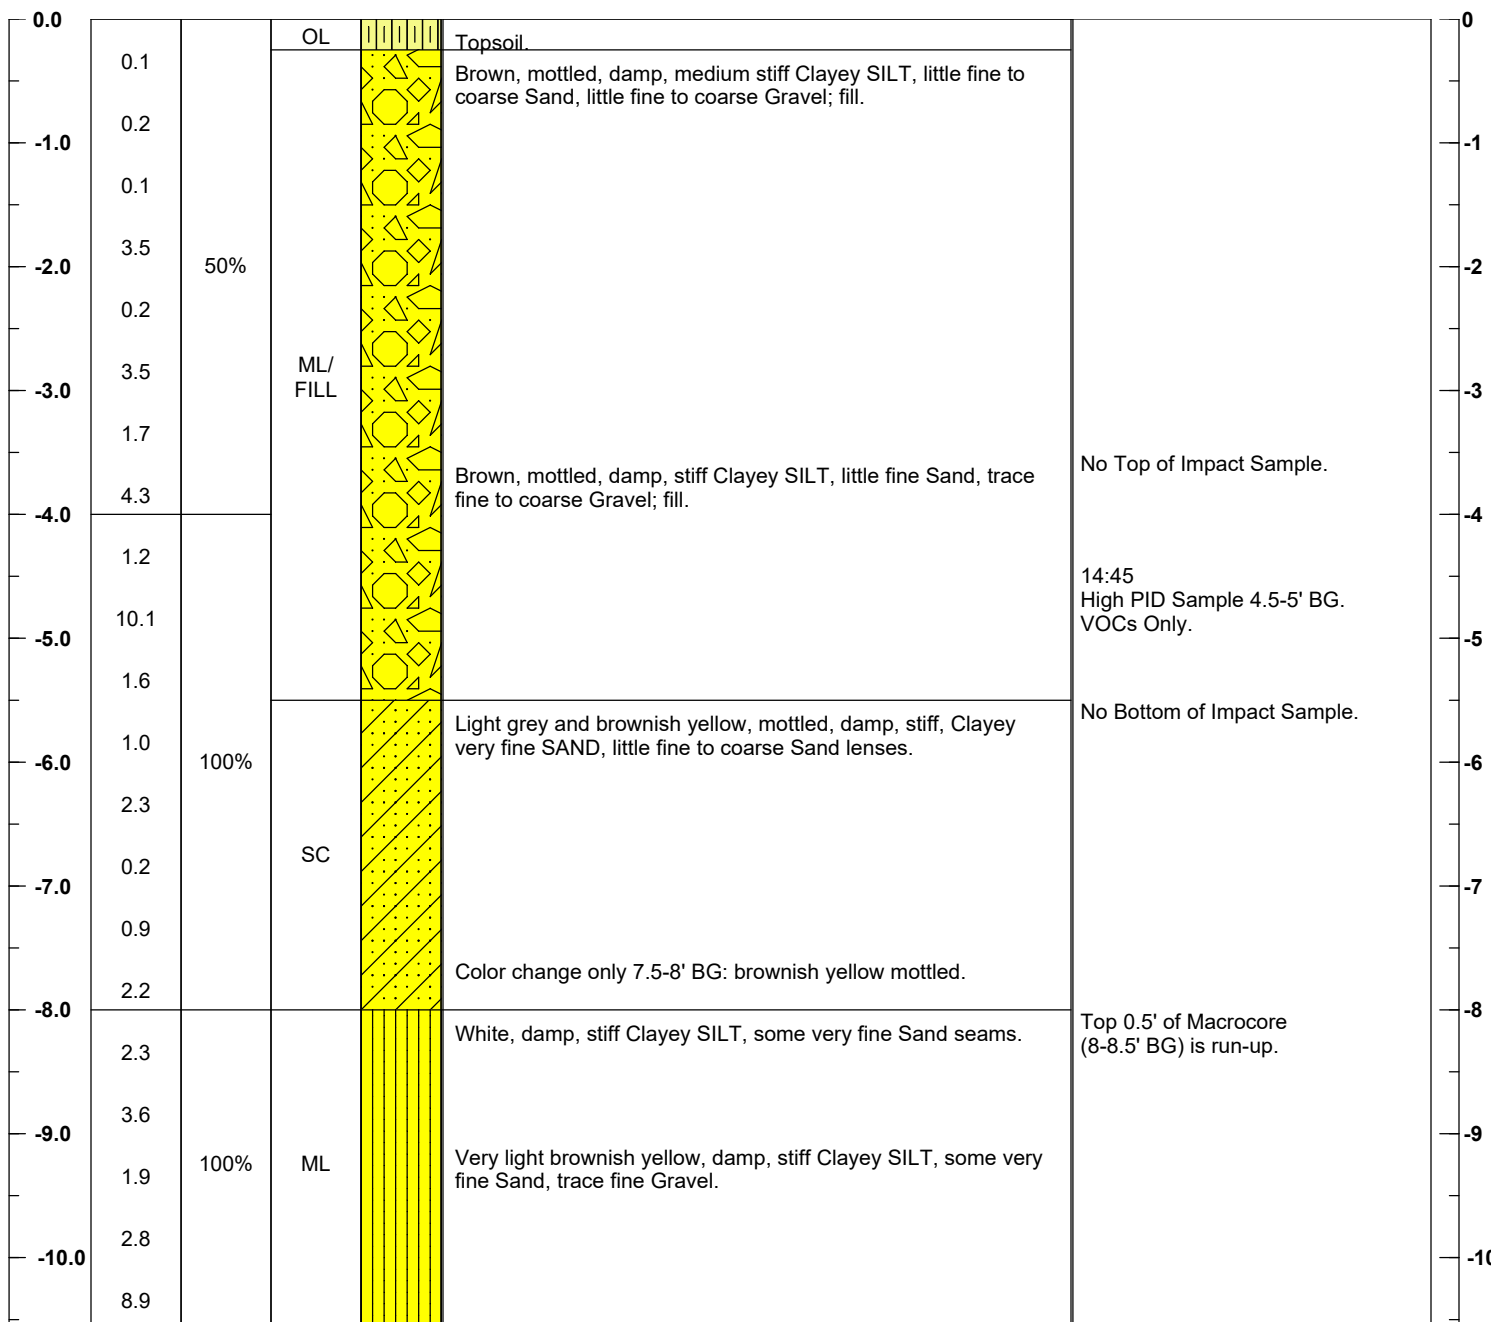 0.0
OL
Topsoil.
0
0.1
Brown, mottled, damp, medium stiff Clayey SILT, little fine to
coarse Sand, little fine to coarse Gravel; fill.
0.2
-1.0
-1
0.1
3.5
-2.0
50%
-2
0.2
3.5
ML/
FILL
-3.0
-3
1.7
Brown, mottled, damp, stiff Clayey SILT, little fine Sand, trace
fine to coarse Gravel; fill.
No Top of Impact Sample.
4.3
-4.0
-4
1.2
14:45
High PID Sample 4.5-5' BG.
VOCs Only.
10.1
-5.0
-5
1.6
No Bottom of Impact Sample.
Light grey and brownish yellow, mottled, damp, stiff, Clayey
very fine SAND, little fine to coarse Sand lenses.
1.0
-6.0
100%
-6
2.3
SC
0.2
-7.0
-7
0.9
Color change only 7.5-8' BG: brownish yellow mottled.
2.2
-8.0
-8
White, damp, stiff Clayey SILT, some very fine Sand seams.
Top 0.5' of Macrocore
(8-8.5' BG) is run-up.
2.3
3.6
-9.0
-9
100%
ML
Very light brownish yellow, damp, stiff Clayey SILT, some very
fine Sand, trace fine Gravel.
1.9
2.8
-10.0
-10
8.9